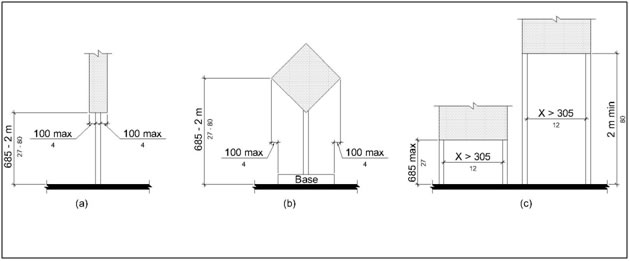 685 - 2 m
27 - 80
100 max
4
100 max
4
(a)
685 - 2 m
27 - 80
100 max
4
100 max
4
Base
(b)
685 max
27
X > 305
12
X > 305
12
2 m min
80
(c)